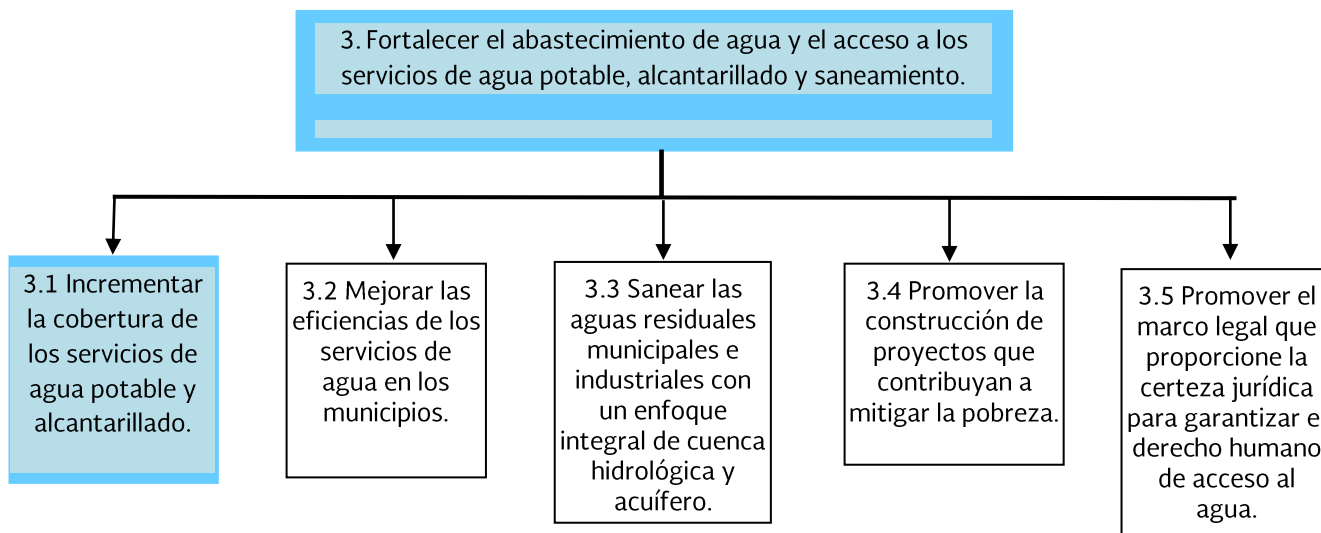 3. Fortalecer el abastecimiento de agua y el acceso a los
servicios de agua potable, alcantarillado y saneamiento.
3.1 Incrementar
la cobertura de
los servicios de
agua potable y
alcantarillado.
3.2 Mejorar las
eficiencias de los
servicios de
agua en los
municipios.
3.3 Sanear las
aguas residuales
municipales e
industriales con
un enfoque
integral de cuenca
hidrológica y
acuífero.
3.4 Promover la
construcción de
proyectos que
contribuyan a
mitigar la pobreza.
3.5 Promover el
marco legal que
proporcione la
certeza jurídica
para garantizar e
derecho humano
de acceso al
agua.